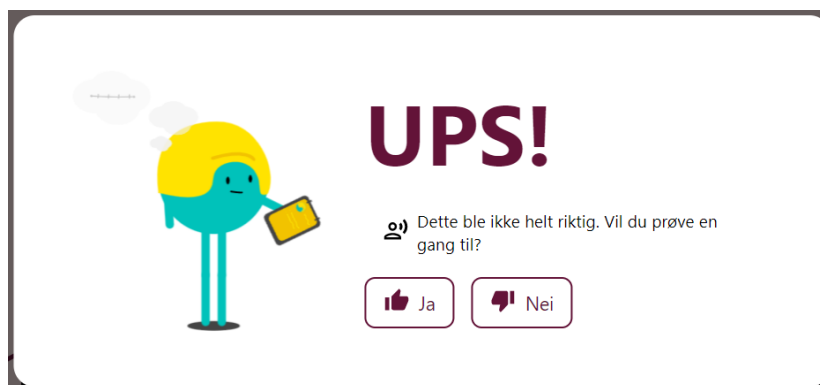 UPS!
Dette ble ikke helt riktig. Vil du prøve en
gang til?
Ja
Nei